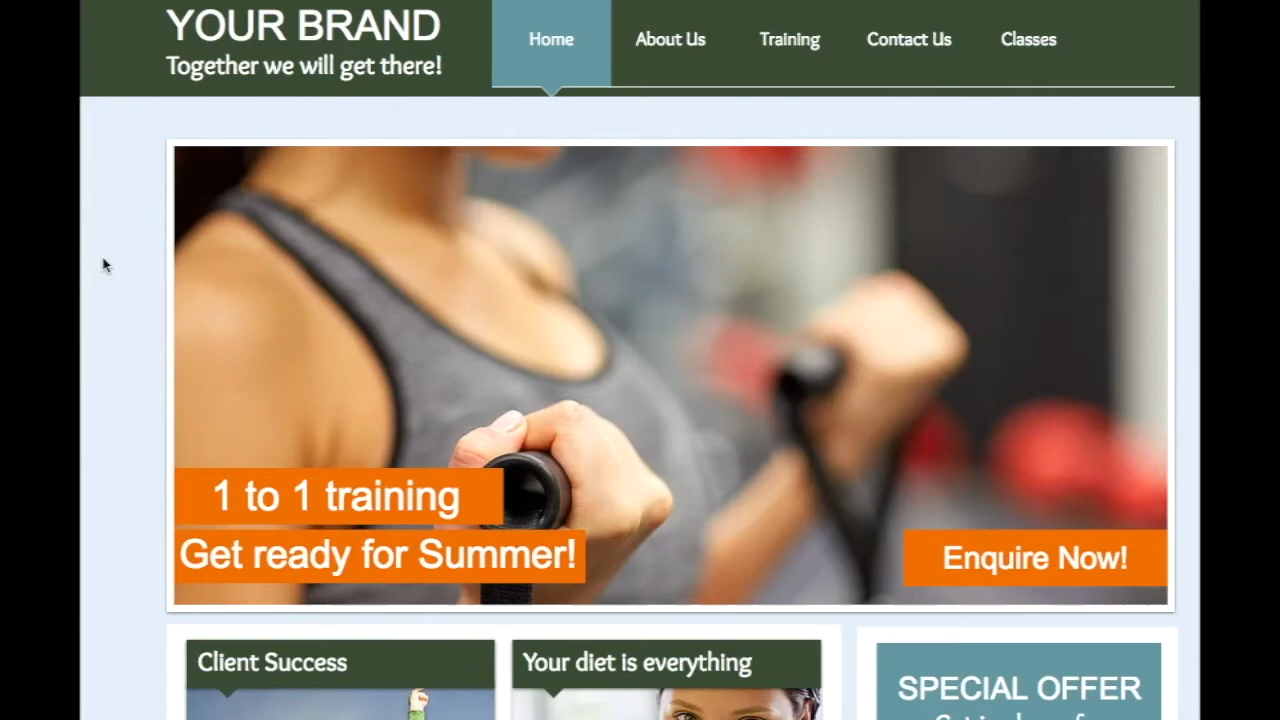 YOUR BRAND
Together we will get there!
Home
About Us
Training
Contact Us
Classes
1 to 1 training
Get ready for Summer!
Enquire Now!
Client Success
Your diet is everything
SPECIAL OFFER